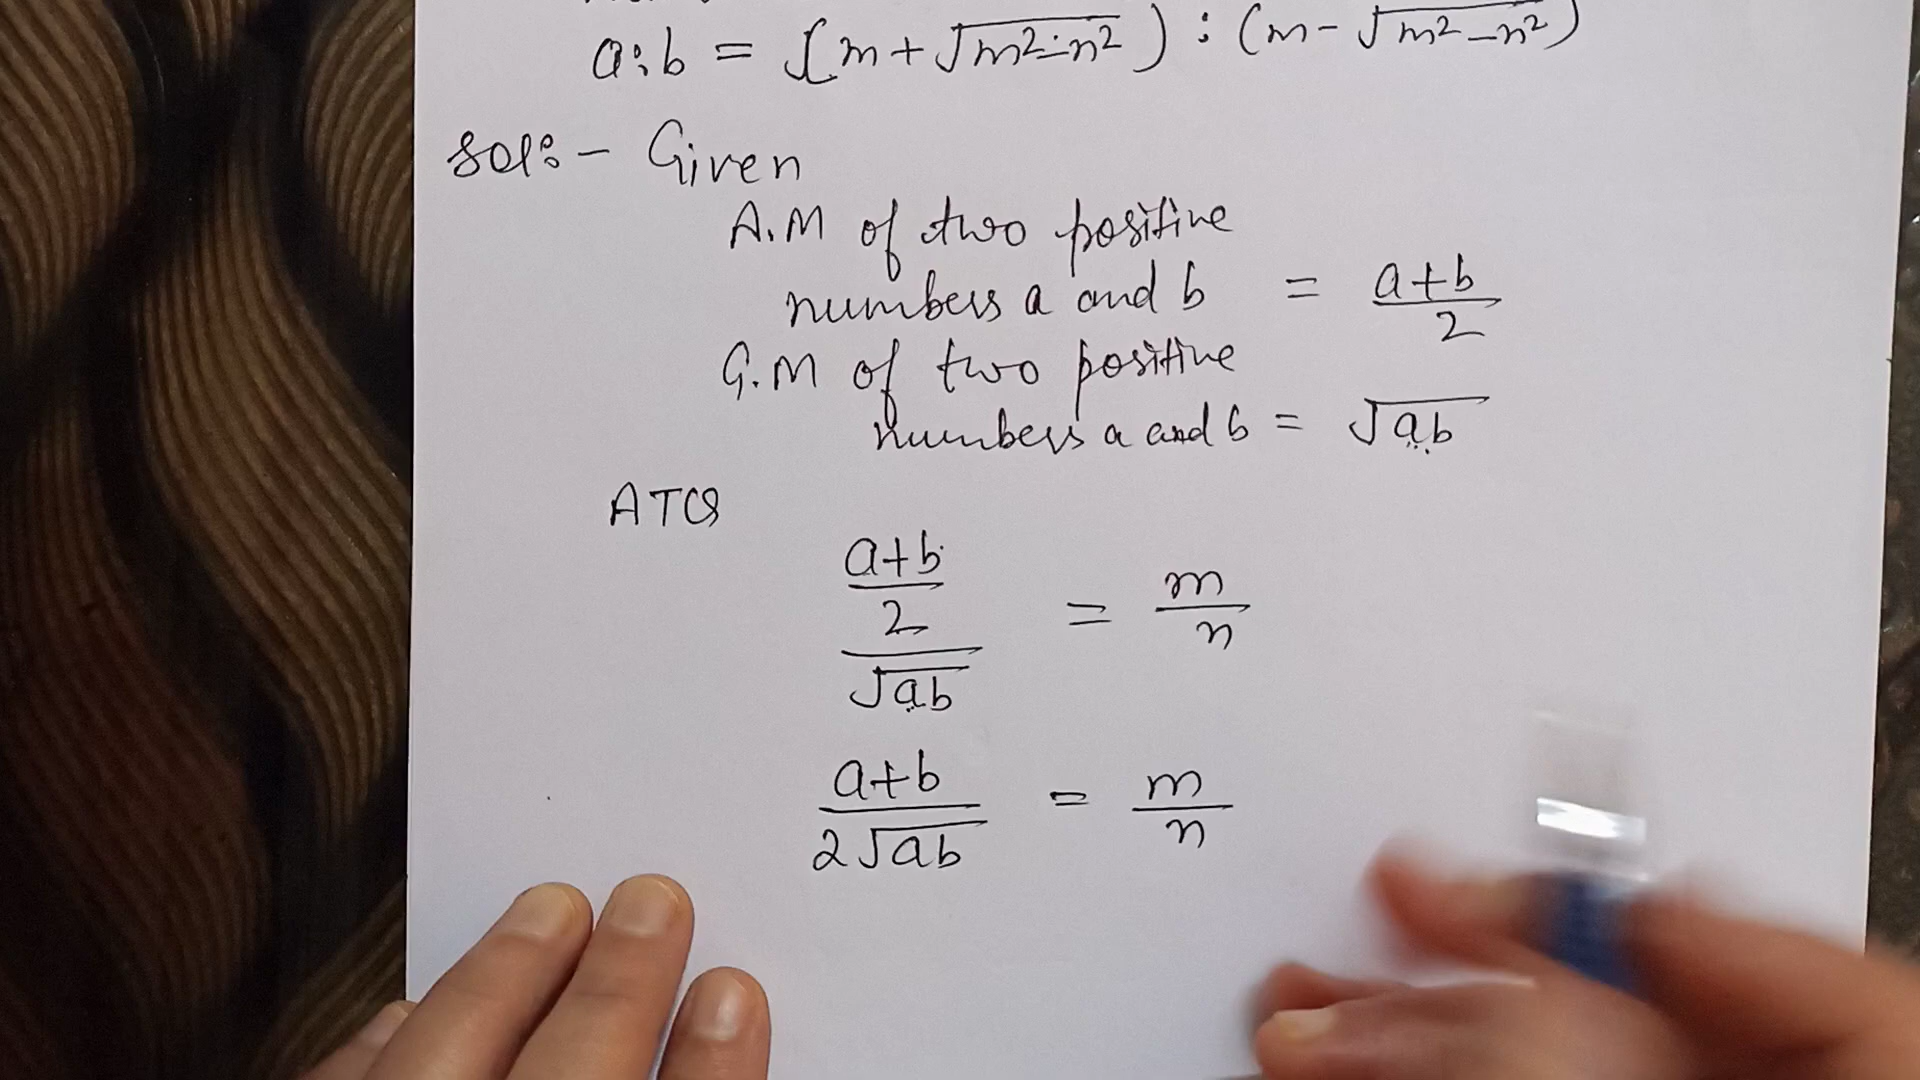 a:b = (m+√m²-n²) : (m-√m²-n²)
Sol:- Given
A.M of two positive
numbers a and b = a+b/2
G.M of two positive
numbers a and b = √ab
ATQ
a+b/2/√ab = m/n
a+b/2√ab = m/n